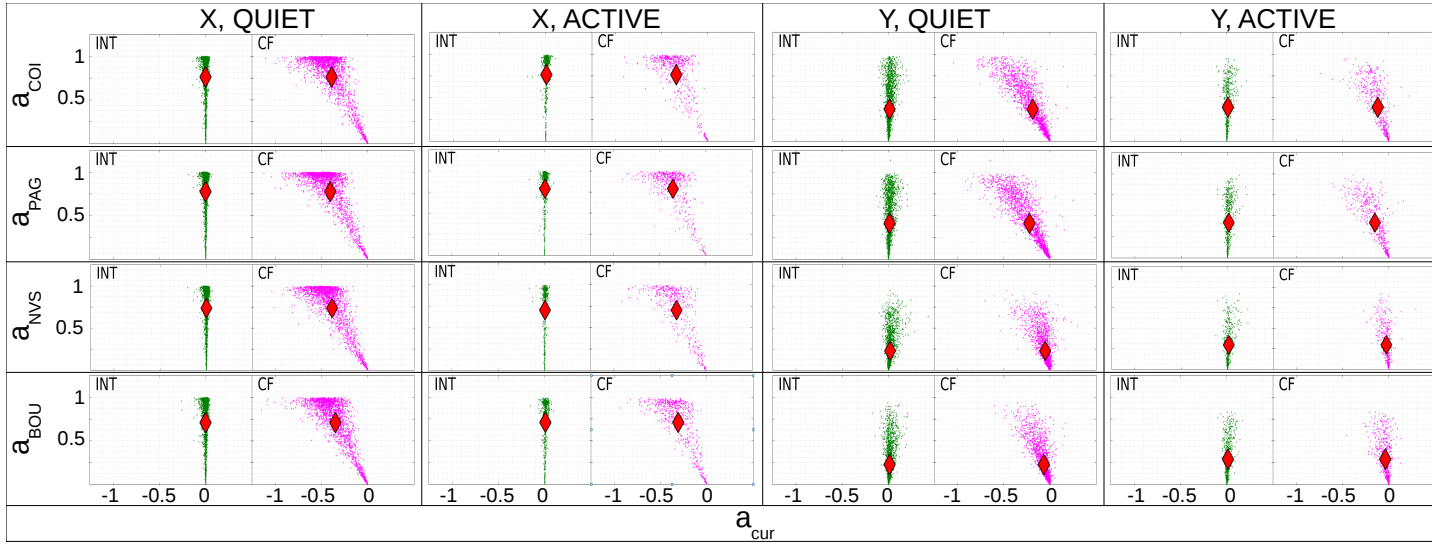 X, QUIET X, ACTIVE Y, QUIET Y, ACTIVE
INT CF INT CF INT CF INT CF
1
a_COI
0.5
INT CF INT CF INT CF INT CF
1
a_PAG
0.5
INT CF INT CF INT CF INT CF
1
a_NVS
0.5
INT CF INT CF INT CF INT CF
1
a_BOU
0.5
-1 -0.5 0 -1 -0.5 0 -1 -0.5 0 -1 -0.5 0 -1 -0.5 0 -1 -0.5 0 -1 -0.5 0 -1 -0.5 0
a_cur